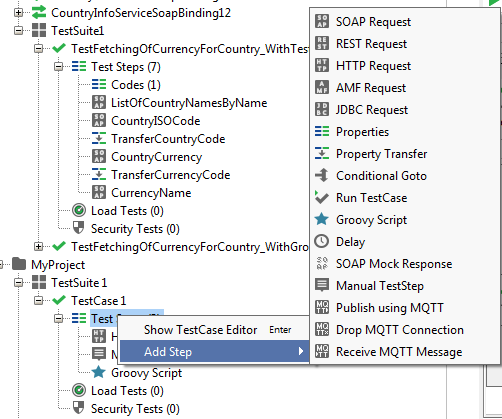 CountryInfoServiceSoapBinding12
TestSuite1
TestFetchingOfCurrencyForCountry_WithTest
Test Steps (7)
Codes (1)
ListOfCountryNamesByName
CountryISOCode
TransferCountryCode
CountryCurrency
TransferCurrencyCode
CurrencyName
Load Tests (0)
Security Tests (0)
TestFetchingOfCurrencyForCountry_WithGro
MyProject
TestSuite 1
TestCase 1
Test
H
M
Groovy Script
Load Tests (0)
Security Tests (0)
Show TestCase Editor Enter
Add Step
SOAP Request
REST Request
HTTP Request
AMF Request
JDBC Request
Properties
Property Transfer
Conditional Goto
Run TestCase
Groovy Script
Delay
SOAP Mock Response
Manual TestStep
Publish using MQTT
Drop MQTT Connection
Receive MQTT Message